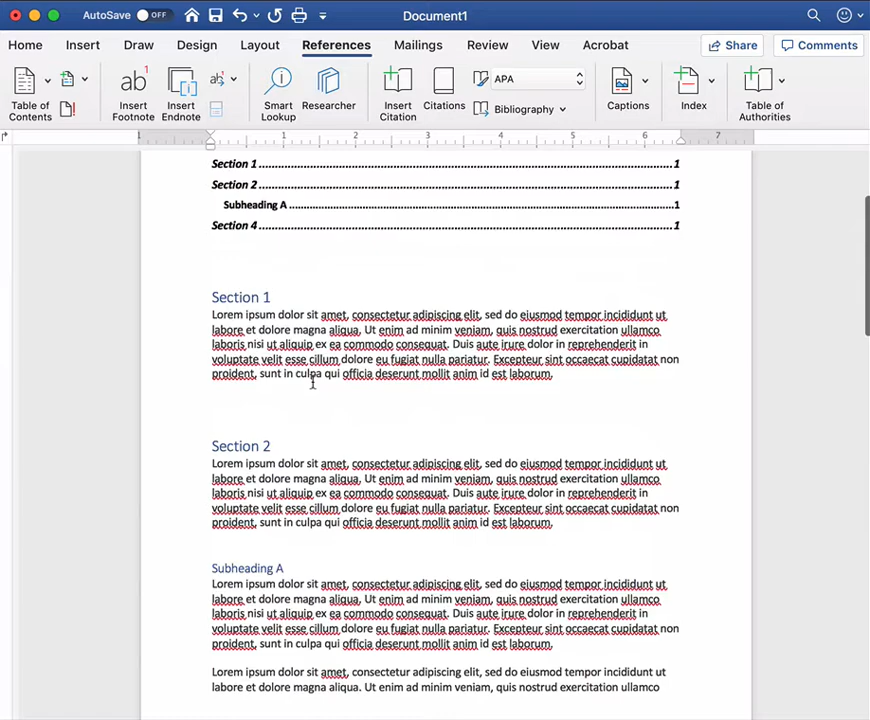 AutoSave OFF Document1
Home Insert Draw Design Layout References Mailings Review View Acrobat Share Comments
Table of Contents
Insert Footnote
Insert Endnote
Smart Lookup
Researcher
Insert Citation
Citations
APA
Bibliography
Captions
Index
Table of Authorities
1 1 2 3 4 5 6 7
Section 1 1
Section 2 1
Subheading A 1
Section 4 1
Section 1
Lorem ipsum dolor sit amet, consectetur adipiscing elit, sed do eiusmod tempor incididunt ut
labore et dolore magna aliqua. Ut enim ad minim veniam, quis nostrud exercitation ullamco
laboris nisi ut aliquip ex ea commodo consequat. Duis aute irure dolor in reprehenderit in
voluptate velit esse cillum dolore eu fugiat nulla pariatur. Excepteur sint occaecat cupidatat non
proident, sunt in culpa qui officia deserunt mollit anim id est laborum.
Section 2
Lorem ipsum dolor sit amet, consectetur adipiscing elit, sed do eiusmod tempor incididunt ut
labore et dolore magna aliqua. Ut enim ad minim veniam, quis nostrud exercitation ullamco
laboris nisi ut aliquip ex ea commodo consequat. Duis aute irure dolor in reprehenderit in
voluptate velit esse cillum dolore eu fugiat nulla pariatur. Excepteur sint occaecat cupidatat non
proident, sunt in culpa qui officia deserunt mollit anim id est laborum.
Subheading A
Lorem ipsum dolor sit amet, consectetur adipiscing elit, sed do eiusmod tempor incididunt ut
labore et dolore magna aliqua. Ut enim ad minim veniam, quis nostrud exercitation ullamco
laboris nisi ut aliquip ex ea commodo consequat. Duis aute irure dolor in reprehenderit in
voluptate velit esse cillum dolore eu fugiat nulla pariatur. Excepteur sint occaecat cupidatat non
proident, sunt in culpa qui officia deserunt mollit anim id est laborum.
Lorem ipsum dolor sit amet, consectetur adipiscing elit, sed do eiusmod tempor incididunt ut
labore et dolore magna aliqua. Ut enim ad minim veniam, quis nostrud exercitation ullamco